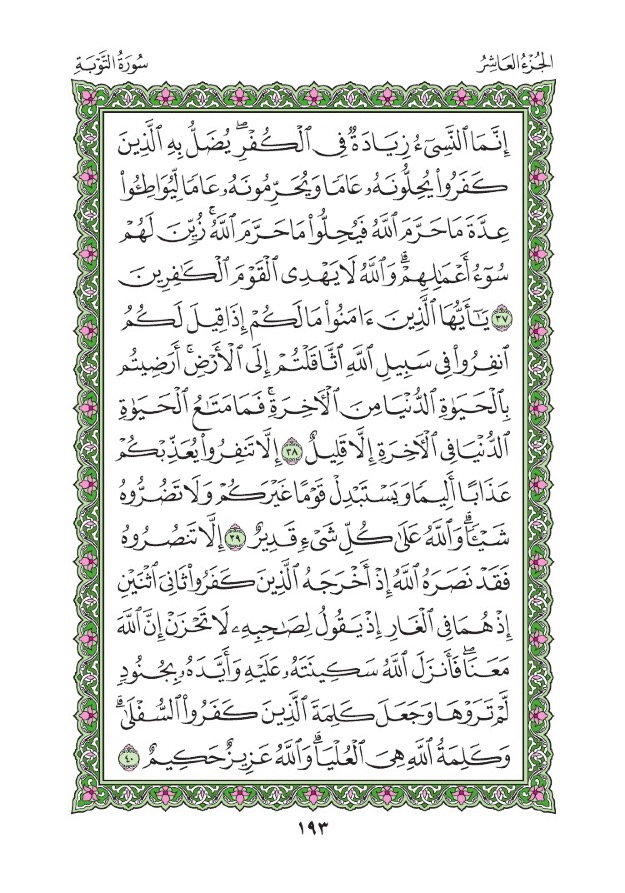 الجُزْءُ العَاشِرُ
سُورَةُ التَّوْبَةِ
إِنَّمَا ٱلنَّسِيٓءُ زِيَادَةٌ فِي ٱلْكُفْرِۖ يُضَلُّ بِهِ ٱلَّذِينَ
كَفَرُوا۟ يُحِلُّونَهُۥ عَامًا وَيُحَرِّمُونَهُۥ عَامًا لِّيُوَاطِـُٔوا۟
عِدَّةَ مَا حَرَّمَ ٱللَّهُ فَيُحِلُّوا۟ مَا حَرَّمَ ٱللَّهُۚ زُيِّنَ لَهُمْ
سُوٓءُ أَعْمَٰلِهِمْۗ وَٱللَّهُ لَا يَهْدِي ٱلْقَوْمَ ٱلْكَٰفِرِينَ
٣٧ يَٰٓأَيُّهَا ٱلَّذِينَ ءَامَنُوا۟ مَا لَكُمْ إِذَا قِيلَ لَكُمُ
ٱنفِرُوا۟ فِي سَبِيلِ ٱللَّهِ ٱثَّاقَلْتُمْ إِلَى ٱلْأَرْضِۚ أَرَضِيتُم
بِٱلْحَيَوٰةِ ٱلدُّنْيَا مِنَ ٱلْءَاخِرَةِۚ فَمَا مَتَٰعُ ٱلْحَيَوٰةِ
ٱلدُّنْيَا فِي ٱلْءَاخِرَةِ إِلَّا قَلِيلٌ ٣٨ إِلَّا تَنفِرُوا۟ يُعَذِّبْكُمْ
عَذَابًا أَلِيمًا وَيَسْتَبْدِلْ قَوْمًا غَيْرَكُمْ وَلَا تَضُرُّوهُ
شَيْـًٔاۗ وَٱللَّهُ عَلَىٰ كُلِّ شَيْءٍ قَدِيرٌ ٣٩ إِلَّا تَنصُرُوهُ
فَقَدْ نَصَرَهُ ٱللَّهُ إِذْ أَخْرَجَهُ ٱلَّذِينَ كَفَرُوا۟ ثَانِيَ ٱثْنَيْنِ
إِذْ هُمَا فِي ٱلْغَارِ إِذْ يَقُولُ لِصَٰحِبِهِۦ لَا تَحْزَنْ إِنَّ ٱللَّهَ
مَعَنَاۖ فَأَنزَلَ ٱللَّهُ سَكِينَتَهُۥ عَلَيْهِ وَأَيَّدَهُۥ بِجُنُودٍ
لَّمْ تَرَوْهَا وَجَعَلَ كَلِمَةَ ٱلَّذِينَ كَفَرُوا۟ ٱلسُّفْلَىٰۗ
وَكَلِمَةُ ٱللَّهِ هِيَ ٱلْعُلْيَاۗ وَٱللَّهُ عَزِيزٌ حَكِيمٌ ٤٠
١٩٣